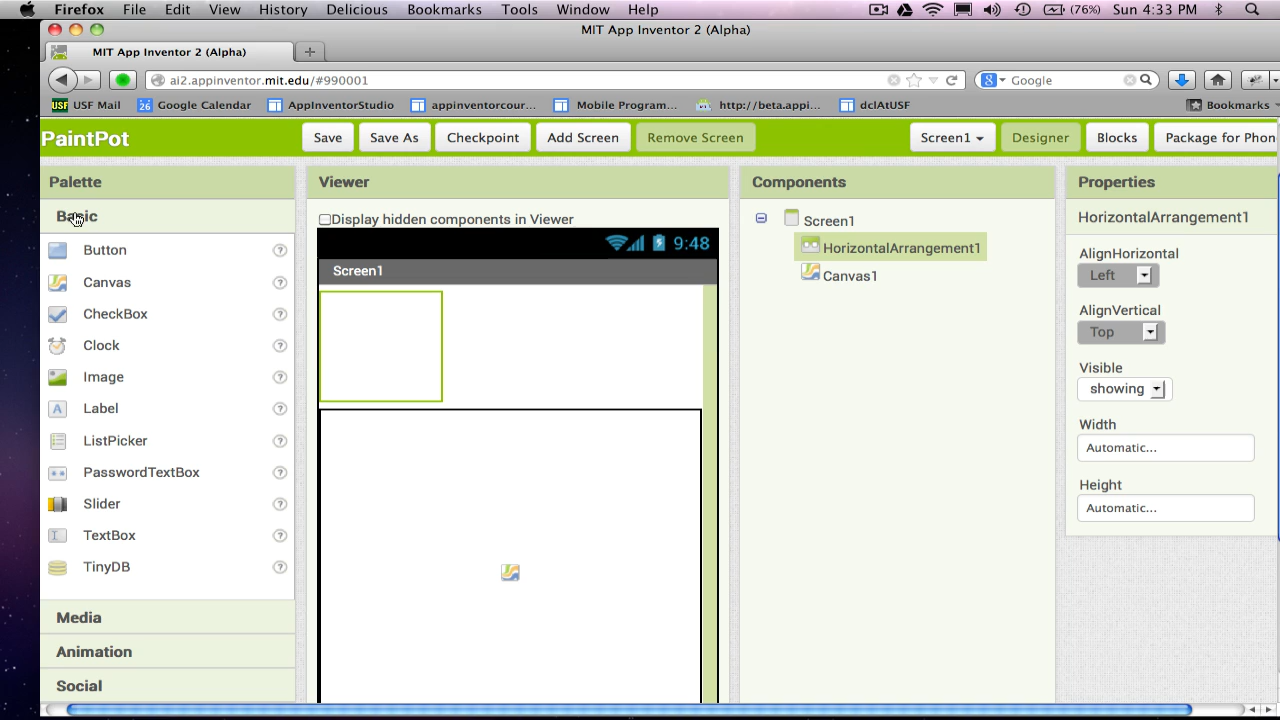 Firefox File Edit View History Delicious Bookmarks Tools Window Help (76%) Sun 4:33 PM
MIT App Inventor 2 (Alpha)
MIT App Inventor 2 (Alpha) +
ai2.appinventor.mit.edu/#990001 Google
USF Mail Google Calendar AppInventorStudio appinventorcour... Mobile Program... http://beta.appi... dclAtUSF Bookmarks
PaintPot Save Save As Checkpoint Add Screen Remove Screen Screen1 Designer Blocks Package for Phon
Palette Viewer Components Properties
Basic
Button
Canvas
CheckBox
Clock
Image
Label
ListPicker
PasswordTextBox
Slider
TextBox
TinyDB
Media
Animation
Social
Display hidden components in Viewer
9:48
Screen1
Screen1
HorizontalArrangement1
Canvas1
HorizontalArrangement1
AlignHorizontal
Left
AlignVertical
Top
Visible
showing
Width
Automatic...
Height
Automatic...